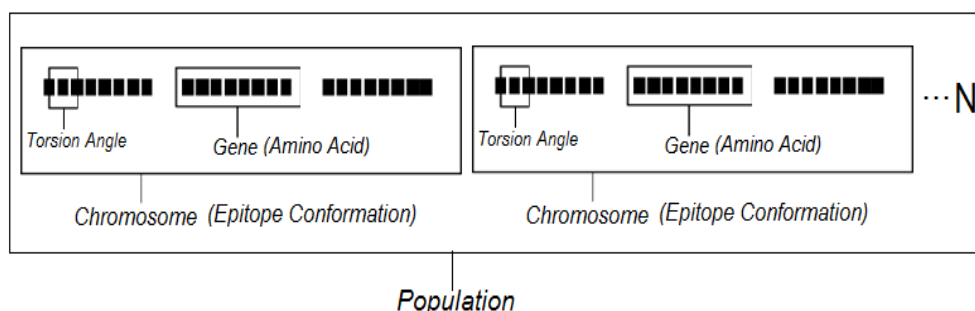 ...N
Torsion Angle
Gene (Amino Acid)
Torsion Angle
Gene (Amino Acid)
Chromosome (Epitope Conformation)
Chromosome (Epitope Conformation)
Population